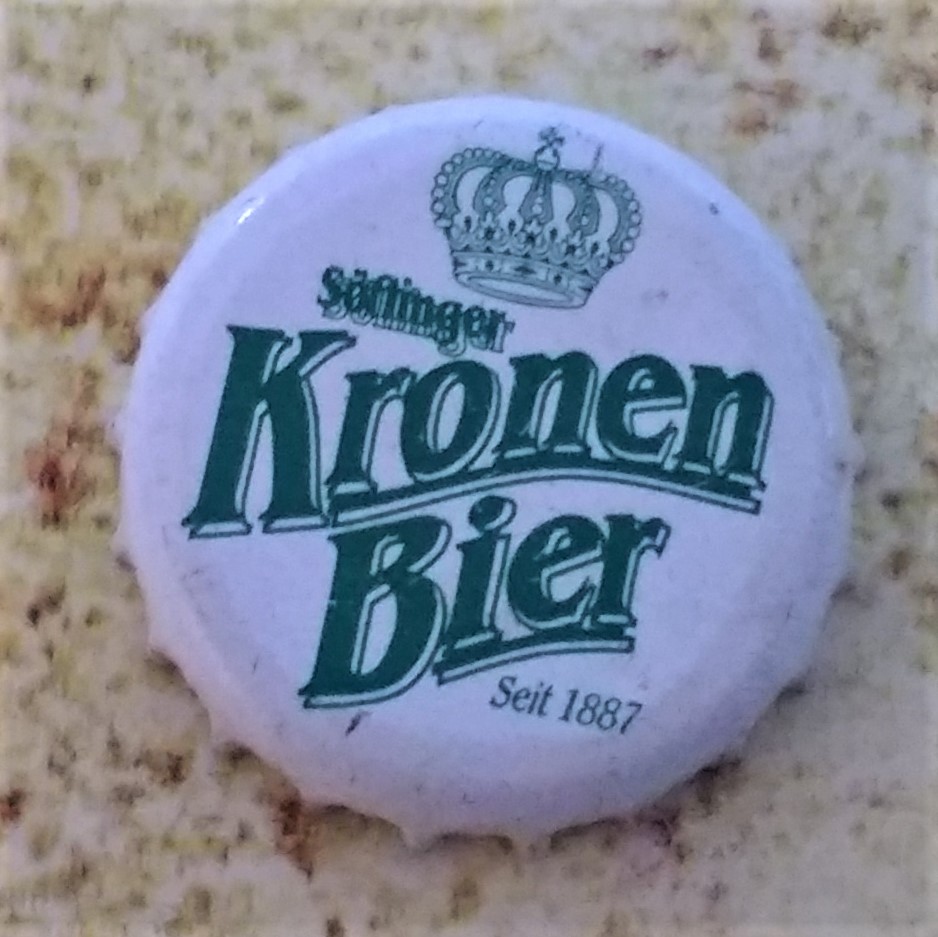 Söflinger
Kronen
Bier
Seit 1887